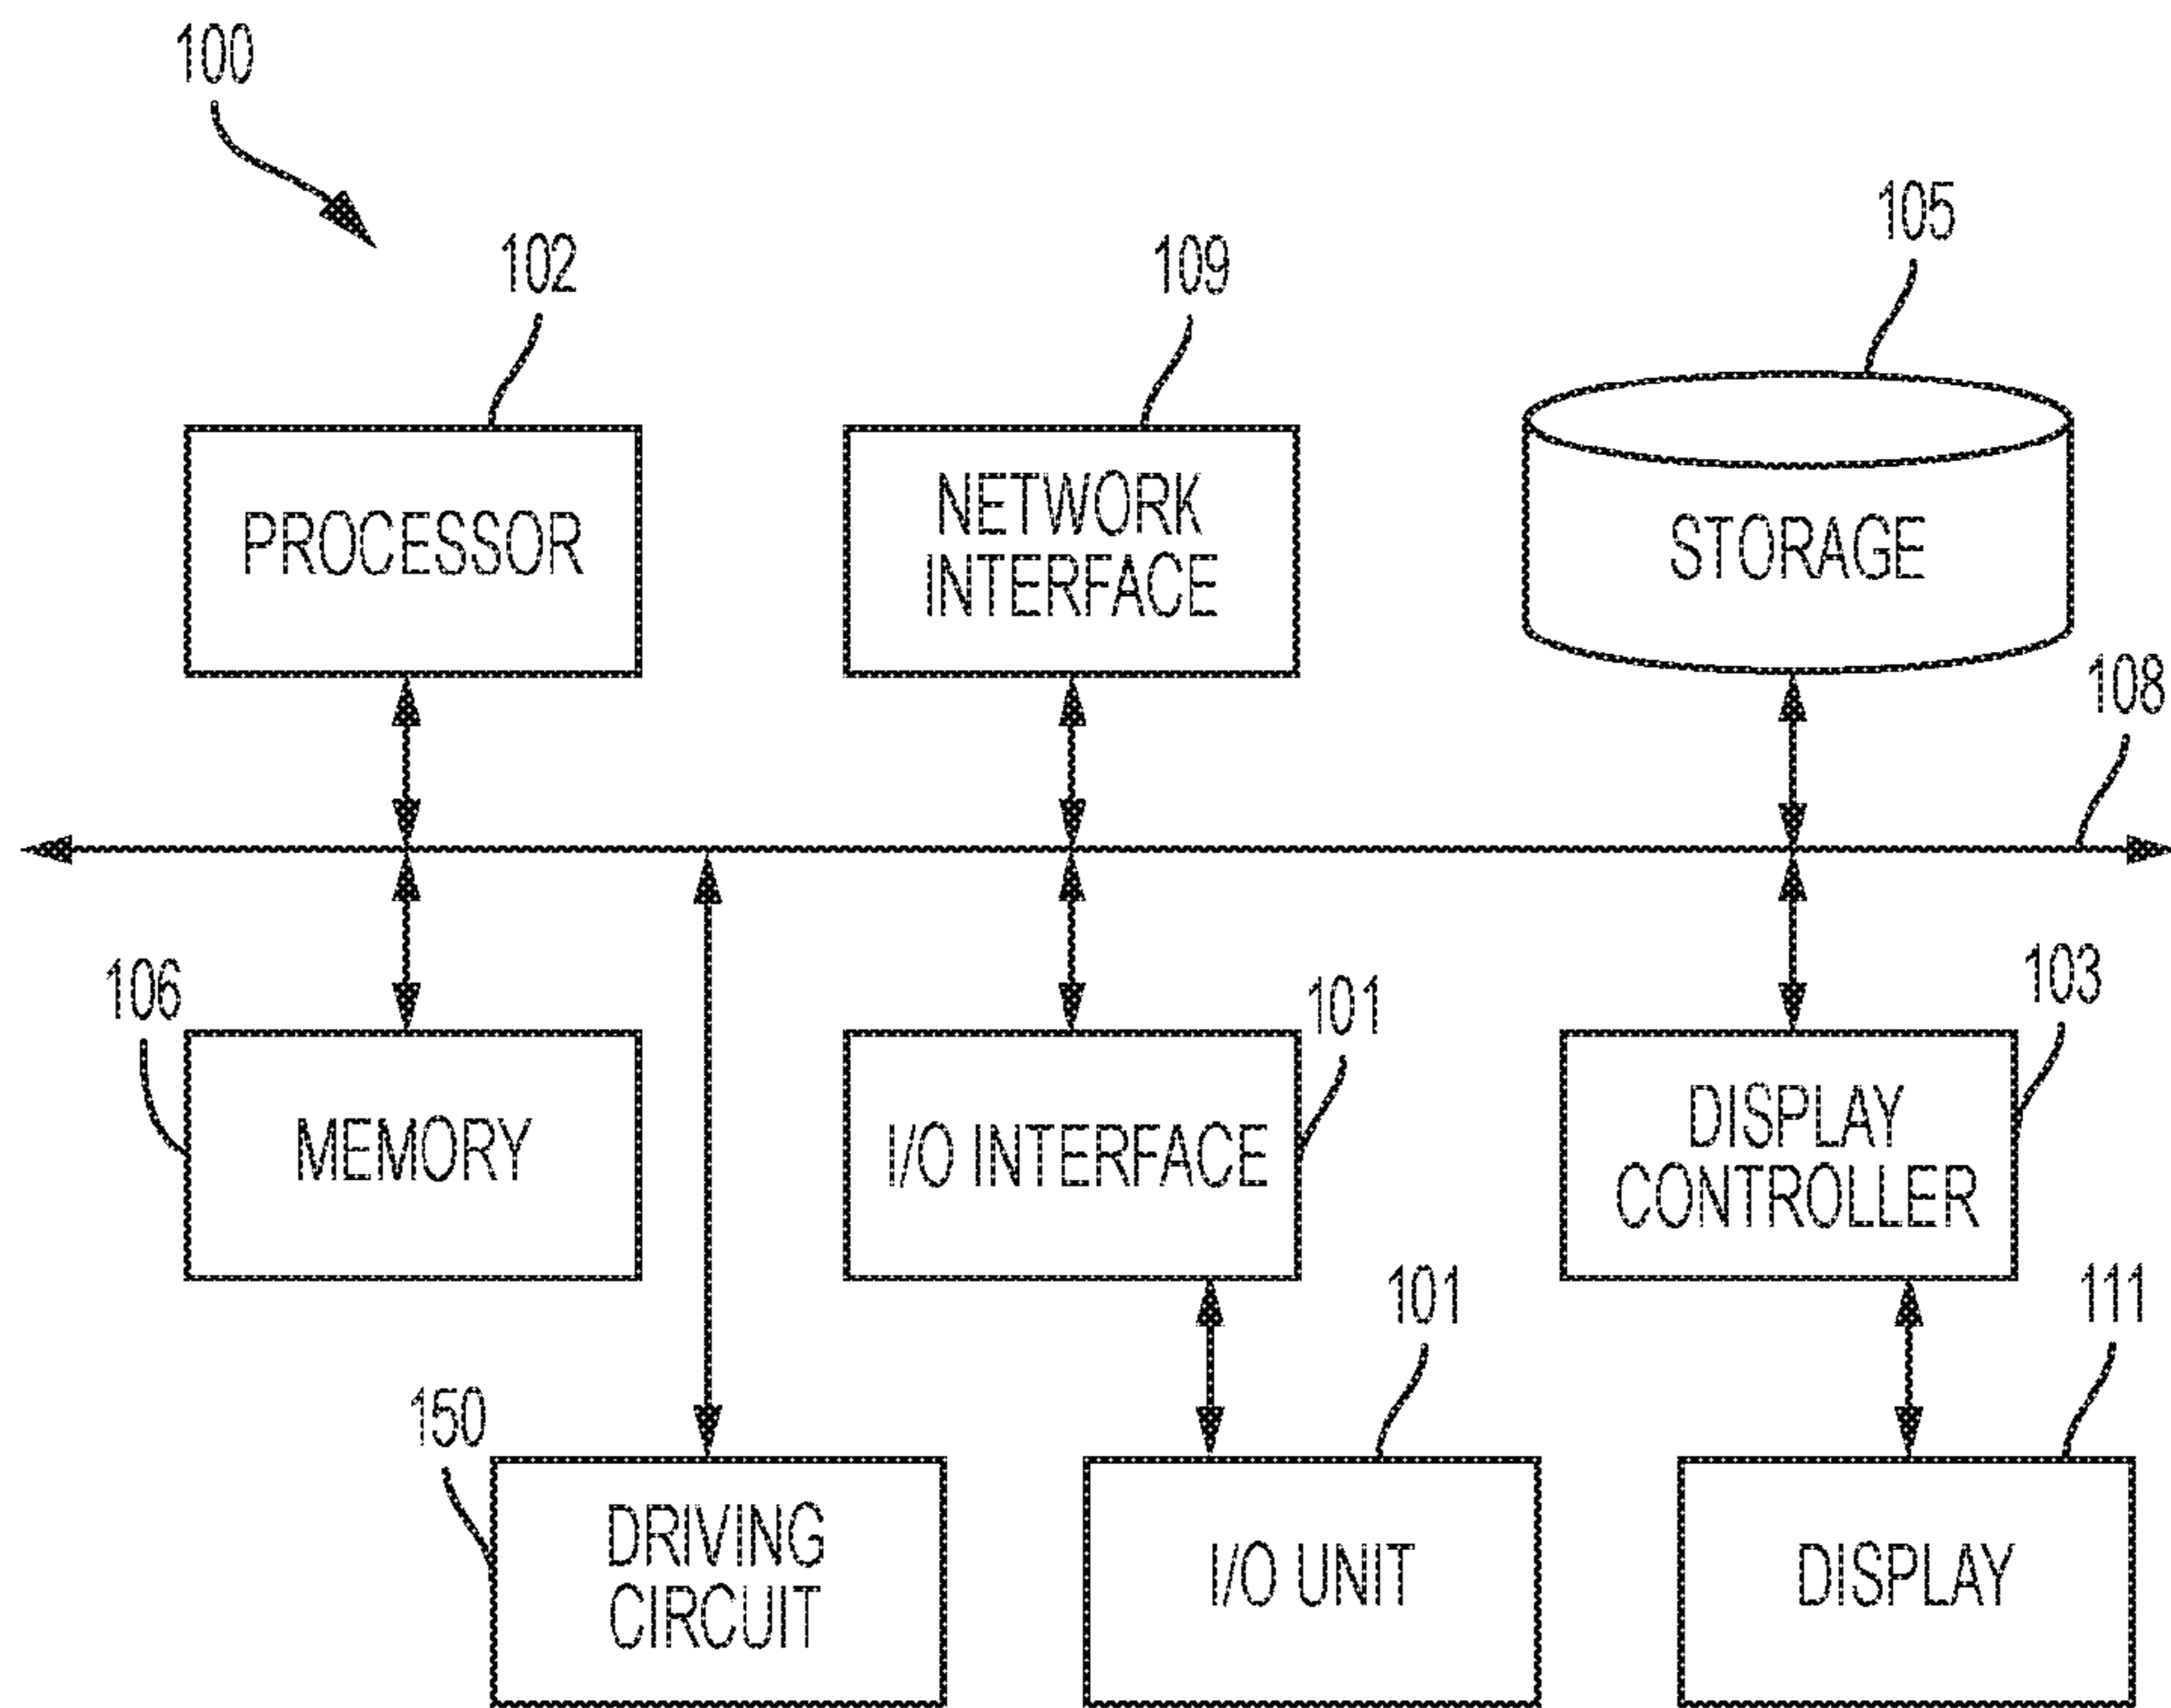 100
102
109
105
PROCESSOR
NETWORK
INTERFACE
STORAGE
108
106
101
103
MEMORY
I/O INTERFACE
DISPLAY
CONTROLLER
150
101
111
DRIVING
CIRCUIT
I/O UNIT
DISPLAY